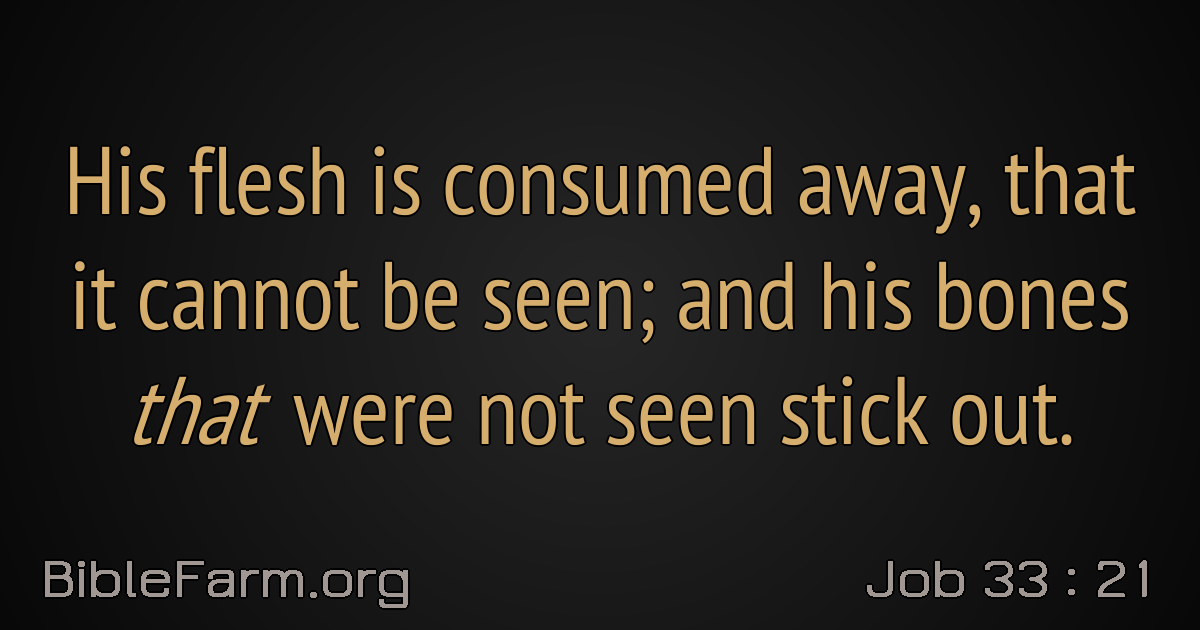 His flesh is consumed away, that
it cannot be seen; and his bones
that were not seen stick out.
BibleFarm.org
Job 33 : 21